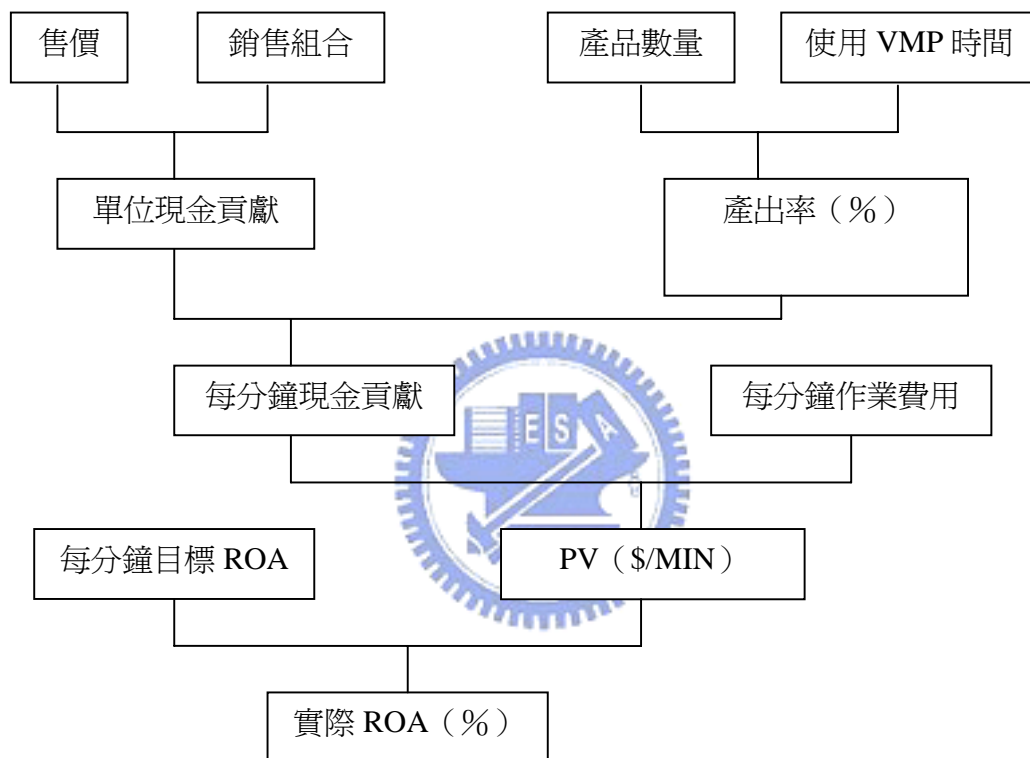 售價
銷售組合
產品數量
使用 VMP 時間
單位現金貢獻
產出率（％）
每分鐘現金貢獻
每分鐘作業費用
E S A
每分鐘目標 ROA
PV（$/MIN）
實際 ROA（％）